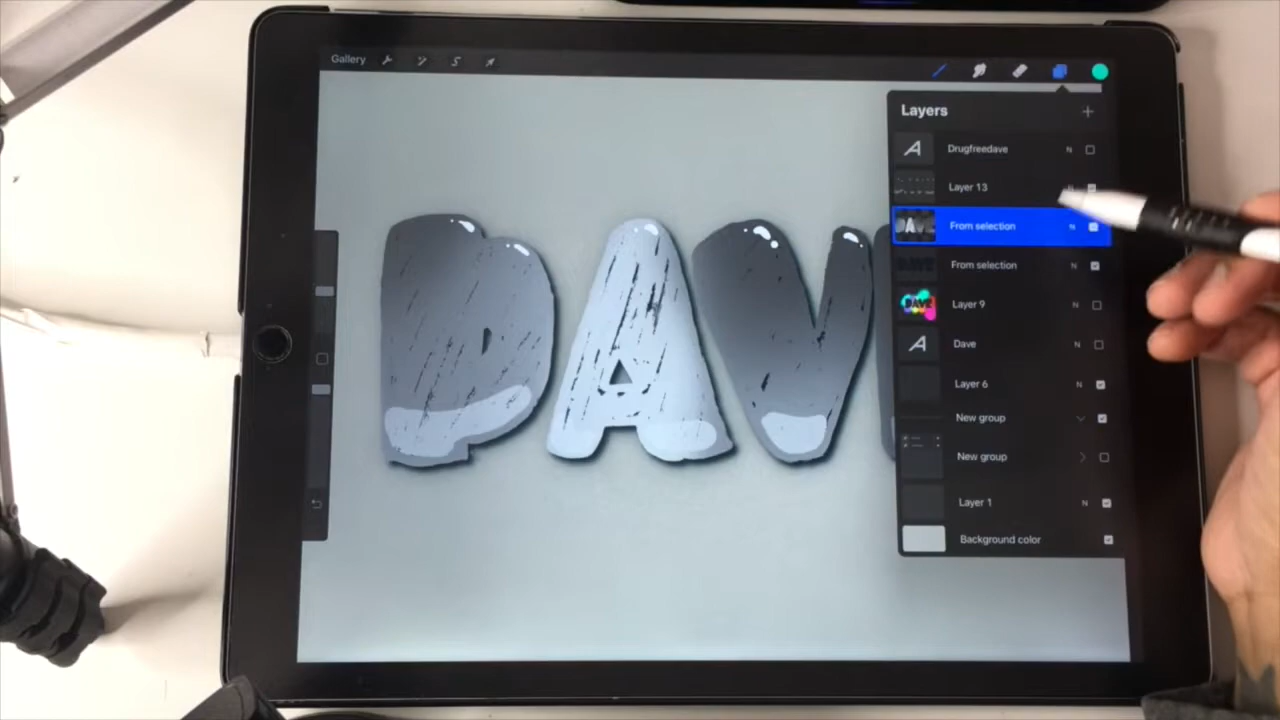 Gallery
Layers
Drugfreedave N
Layer 13 N
From selection N
From selection N
Layer 9 N
Dave N
Layer 6 N
New group
New group
Layer 1 N
Background color
DAV